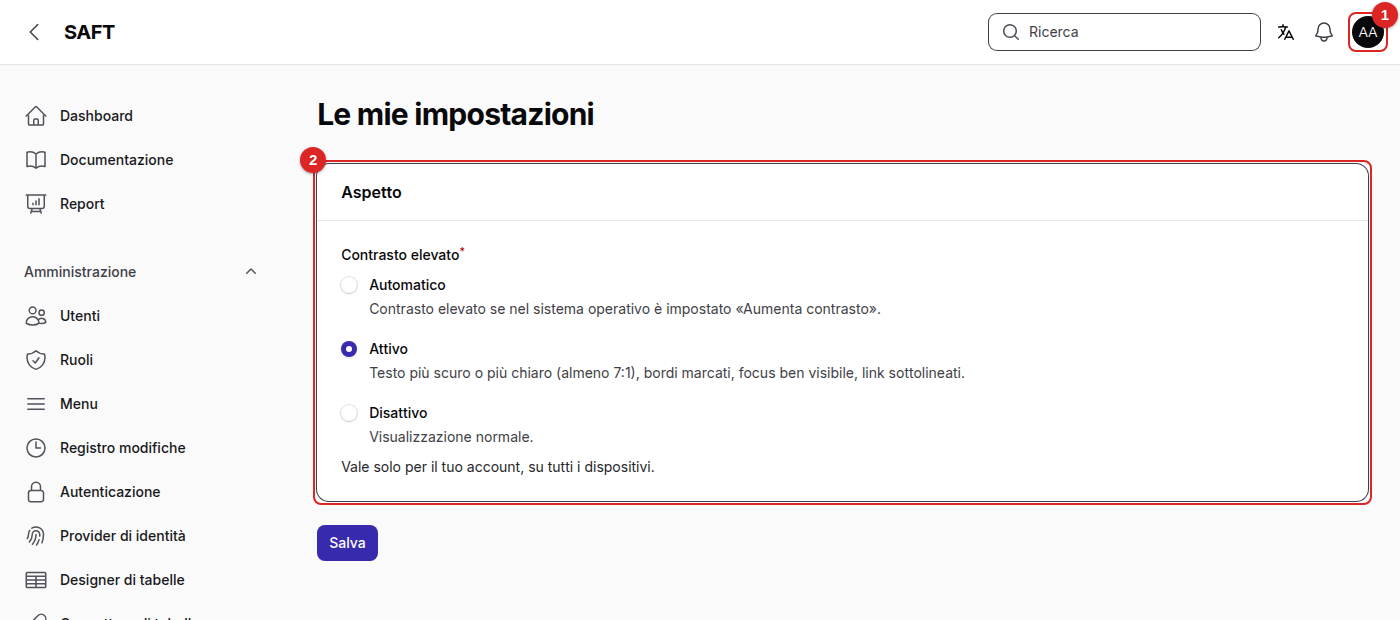 SAFT
Ricerca
AA
1
Dashboard
Documentazione
Report
Amministrazione
Utenti
Ruoli
Menu
Registro modifiche
Autenticazione
Provider di identità
Designer di tabelle
Le mie impostazioni
2
Aspetto
Contrasto elevato*
Automatico
Contrasto elevato se nel sistema operativo è impostato «Aumenta contrasto».
Attivo
Testo più scuro o più chiaro (almeno 7:1), bordi marcati, focus ben visibile, link sottolineati.
Disattivo
Visualizzazione normale.
Vale solo per il tuo account, su tutti i dispositivi.
Salva